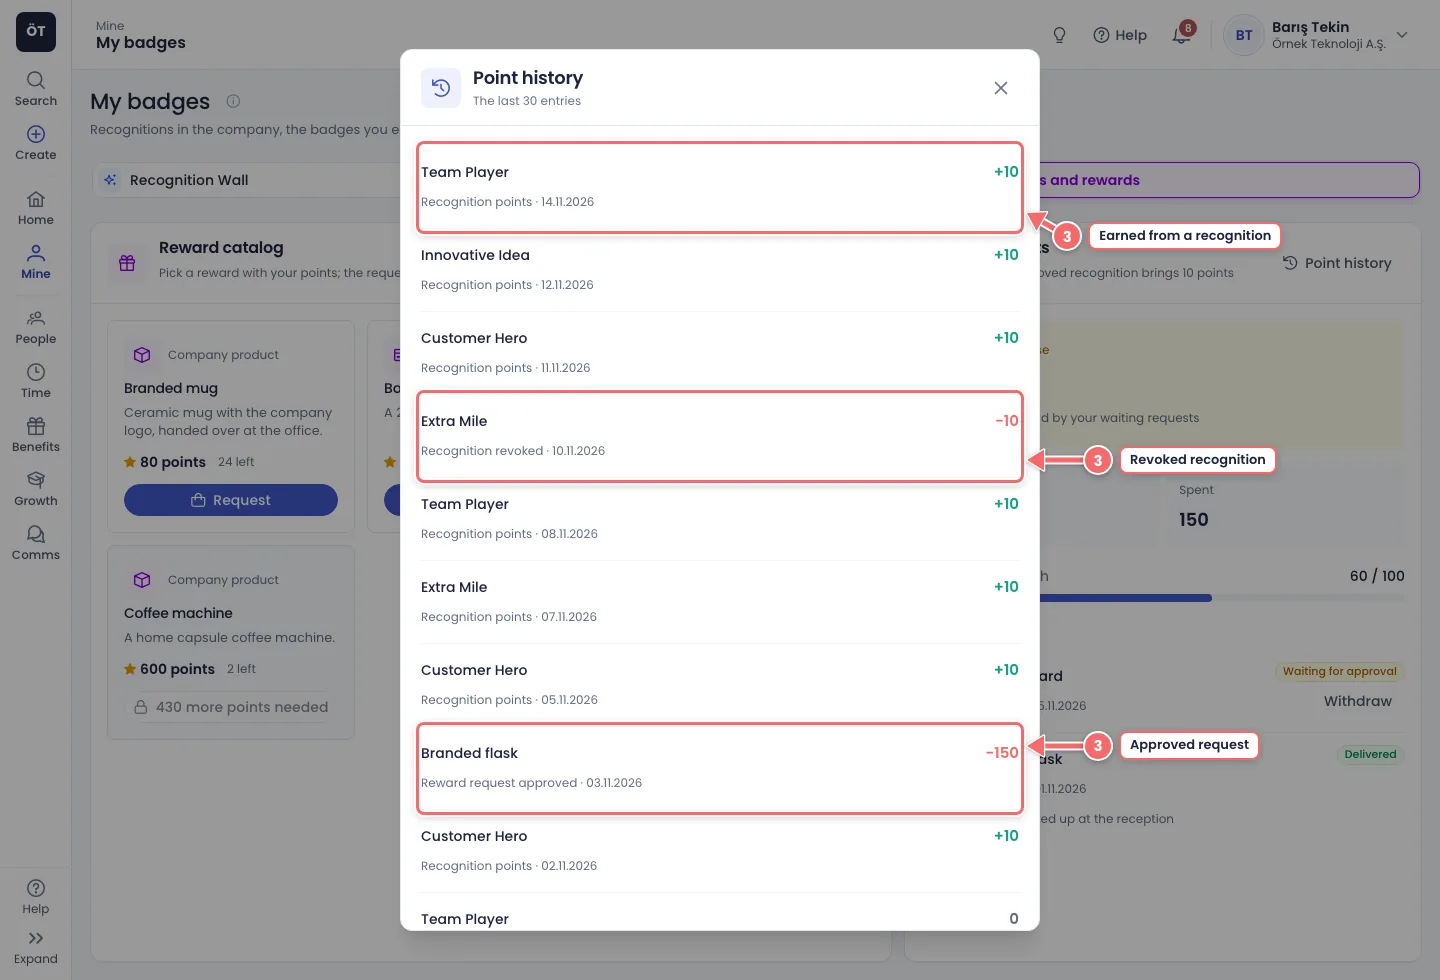 ÖT
Mine
My badges
Help
8
BT
Barış Tekin
Örnek Teknoloji A.Ş.
Search
Create
Home
Mine
People
Time
Benefits
Growth
Comms
Help
Expand
My badges
Recognitions in the company, the badges you e
Recognition Wall
s and rewards
Reward catalog
Pick a reward with your points; the reque
Company product
Branded mug
Ceramic mug with the company
logo, handed over at the office.
80 points 24 left
Request
Company product
Coffee machine
A home capsule coffee machine.
600 points 2 left
430 more points needed
Point history
The last 30 entries
Team Player +10
Recognition points · 14.11.2026
Innovative Idea +10
Recognition points · 12.11.2026
Customer Hero +10
Recognition points · 11.11.2026
Extra Mile -10
Recognition revoked · 10.11.2026
Team Player +10
Recognition points · 08.11.2026
Extra Mile +10
Recognition points · 07.11.2026
Customer Hero +10
Recognition points · 05.11.2026
Branded flask -150
Reward request approved · 03.11.2026
Customer Hero +10
Recognition points · 02.11.2026
Team Player 0
3 Earned from a recognition
3 Revoked recognition
3 Approved request
oved recognition brings 10 points
Point history
d by your waiting requests
Spent
150
60 / 100
ard
Waiting for approval
.11.2026
Withdraw
ask
Delivered
1.11.2026
ed up at the reception